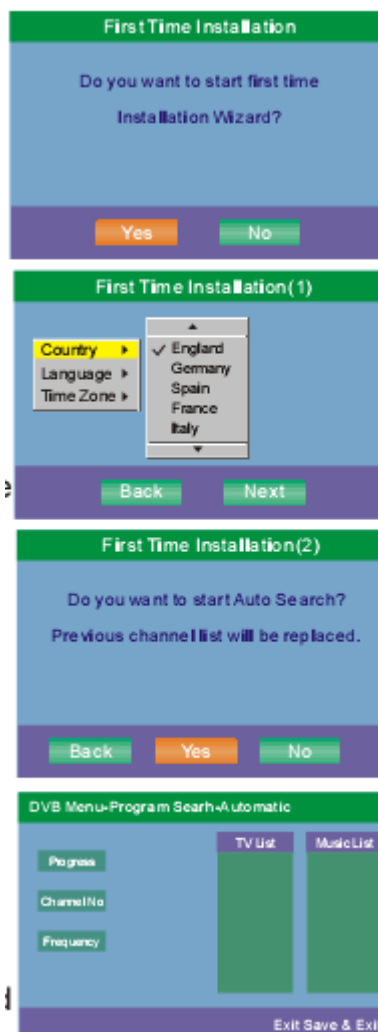 First Time Installation
Do you want to start first time
Installation Wizard?
Yes No
First Time Installation(1)
Country
Language
Time Zone
England
Germany
Spain
France
Italy
e
Back Next
First Time Installation(2)
Do you want to start Auto Search?
Previous channel list will be replaced.
Back Yes No
DVB Menu-Program Searh-Automatic
TV List Music List
Progress
Channel No
Frequency
d
Exit Save & Exi